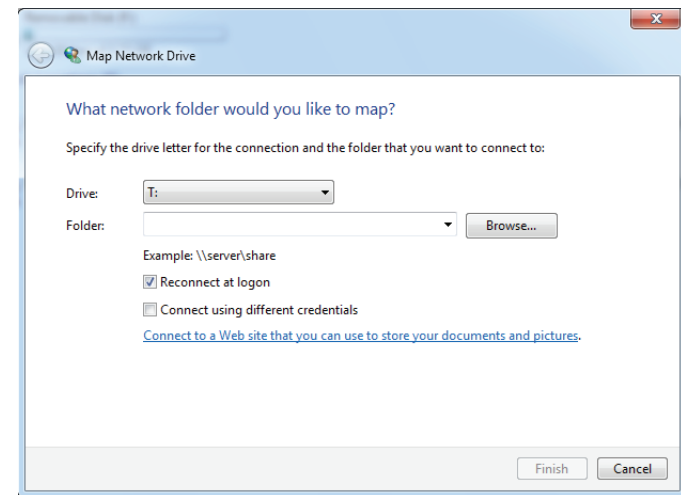 Removable Disk (F:)
Map Network Drive
What network folder would you like to map?
Specify the drive letter for the connection and the folder that you want to connect to:
Drive: T:
Folder: Browse...
Example: \\server\share
Reconnect at logon
Connect using different credentials
Connect to a Web site that you can use to store your documents and pictures.
Finish Cancel